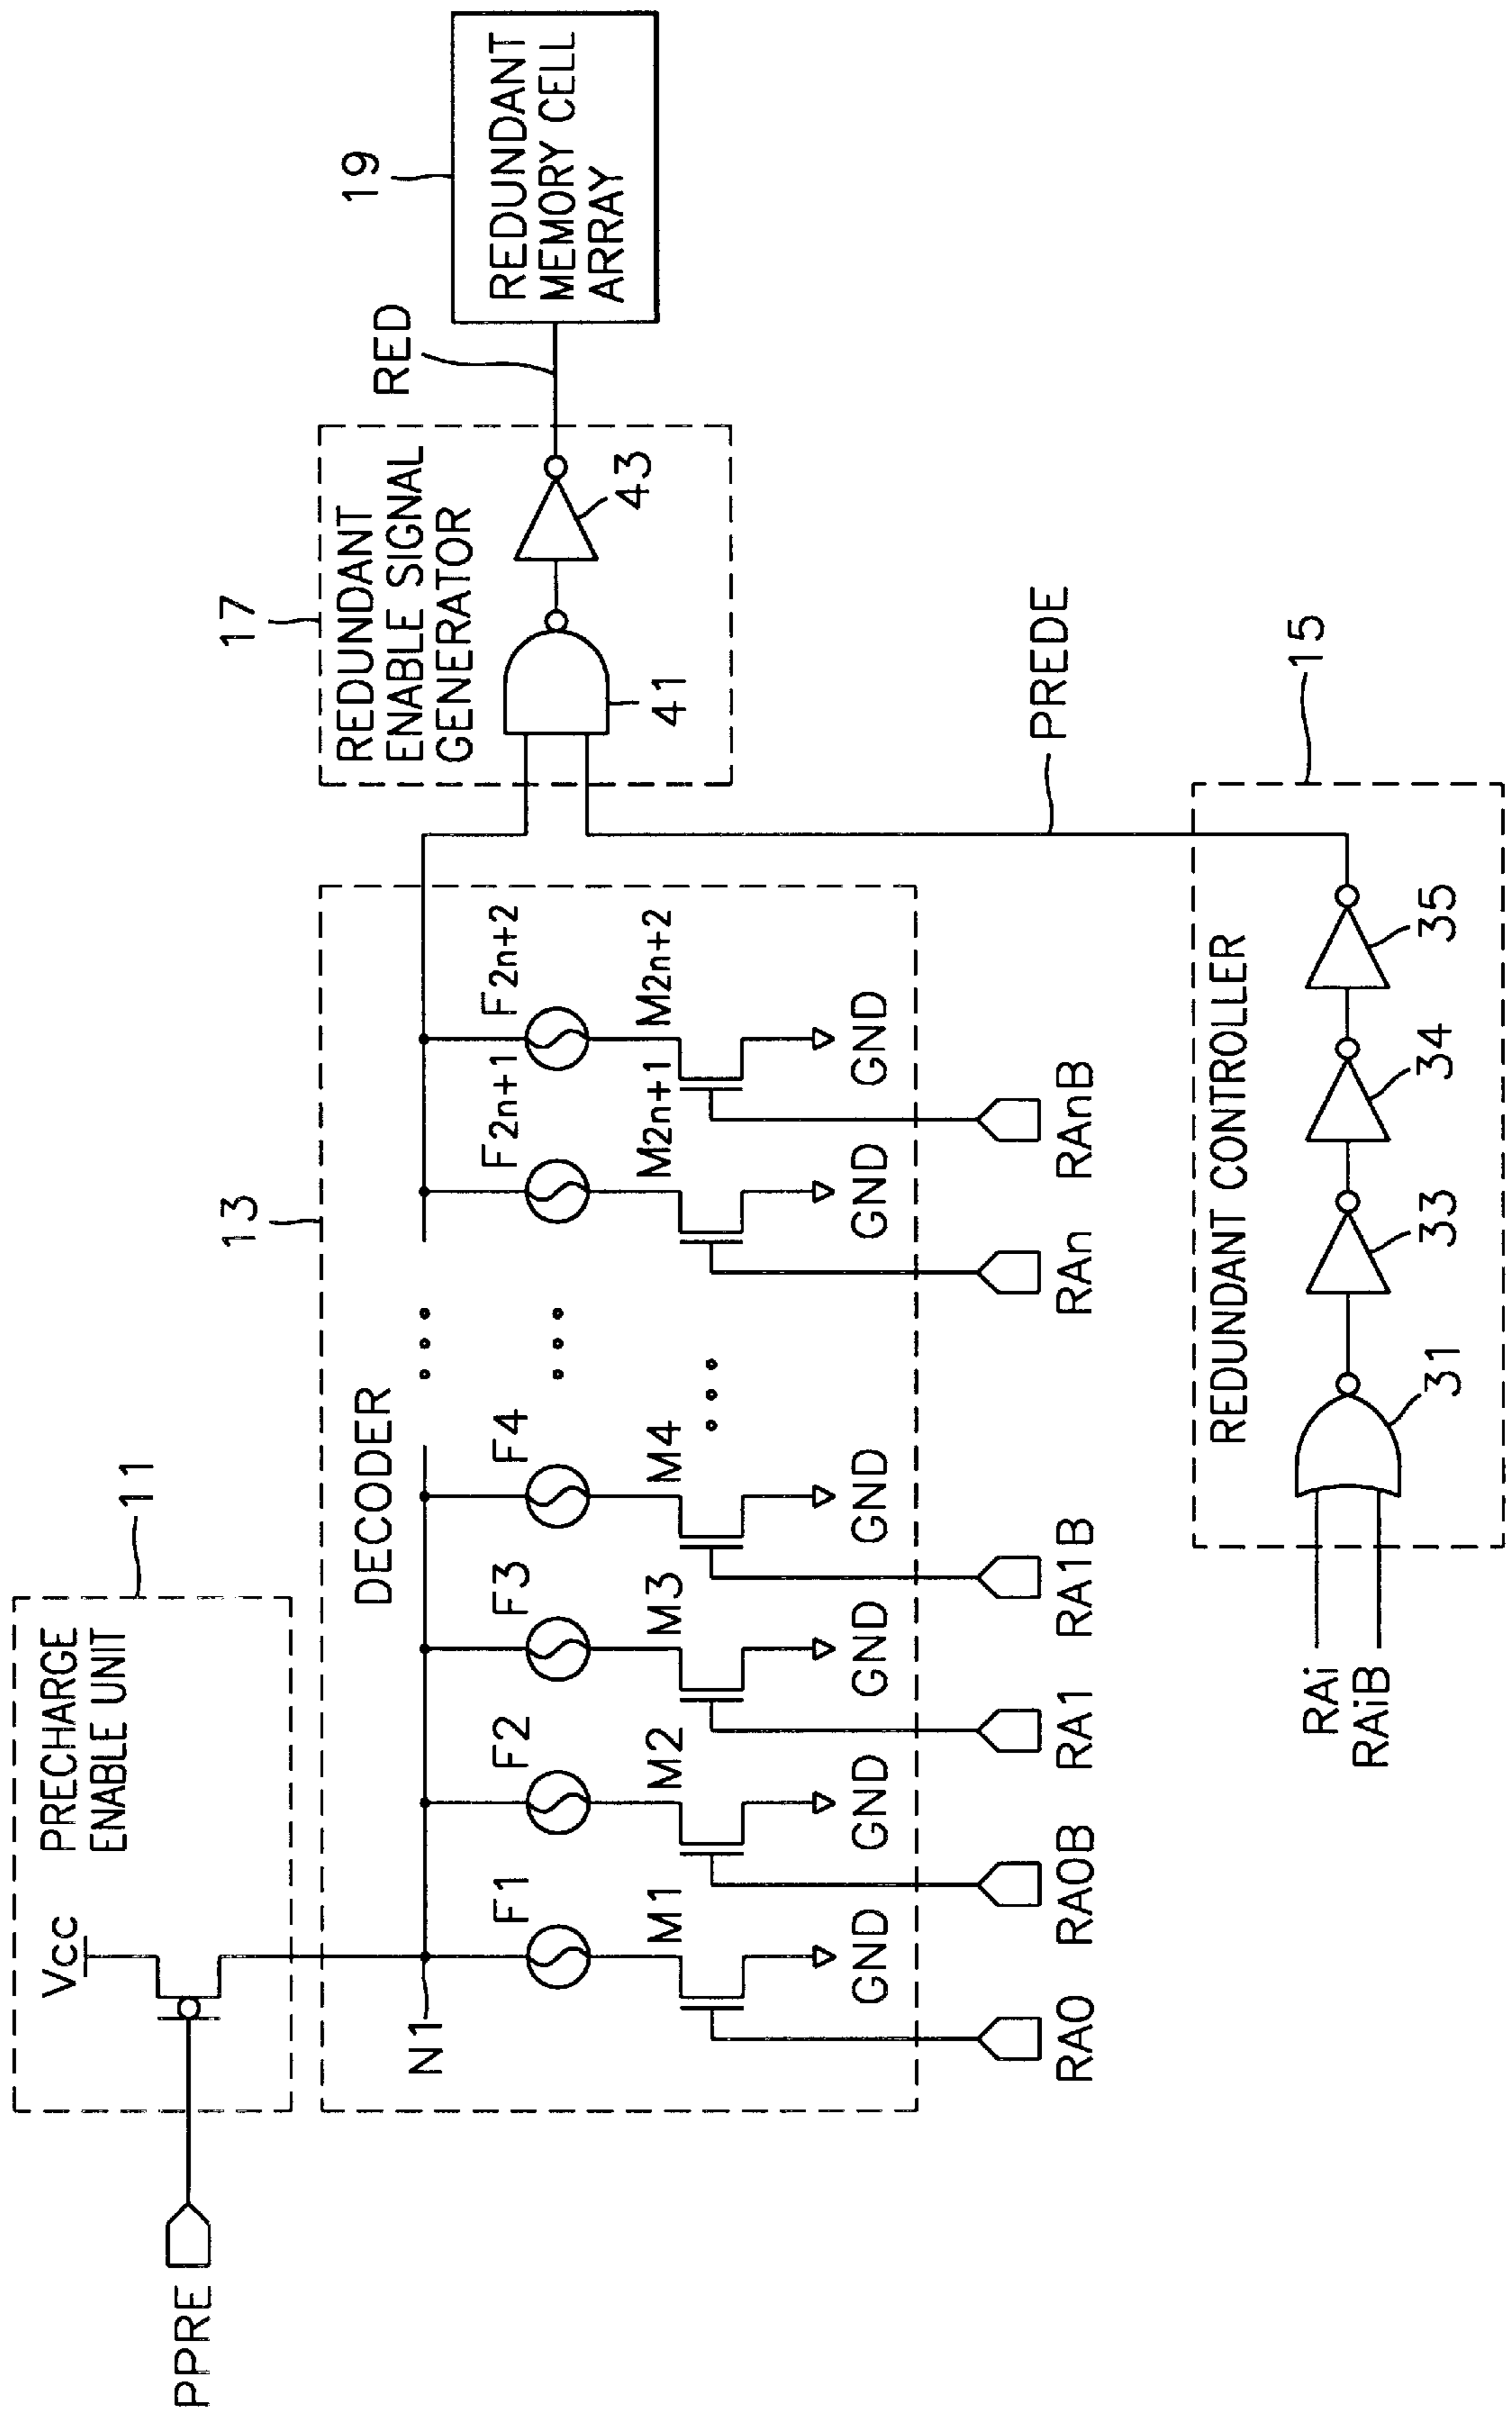 PPRE
Vcc
PRECHARGE
ENABLE UNIT
11
N1
DECODER
13
F1
F2
F3
F4
F2n+1
F2n+2
M1
M2
M3
M4
M2n+1
M2n+2
GND
GND
GND
GND
GND
GND
RA0
RA0B
RA1
RA1B
RAn
RAnB
17
REDUNDANT
ENABLE SIGNAL
GENERATOR
41
43
RED
19
REDUNDANT
MEMORY CELL
ARRAY
PREDE
15
REDUNDANT CONTROLLER
RAi
RAiB
31
33
34
35